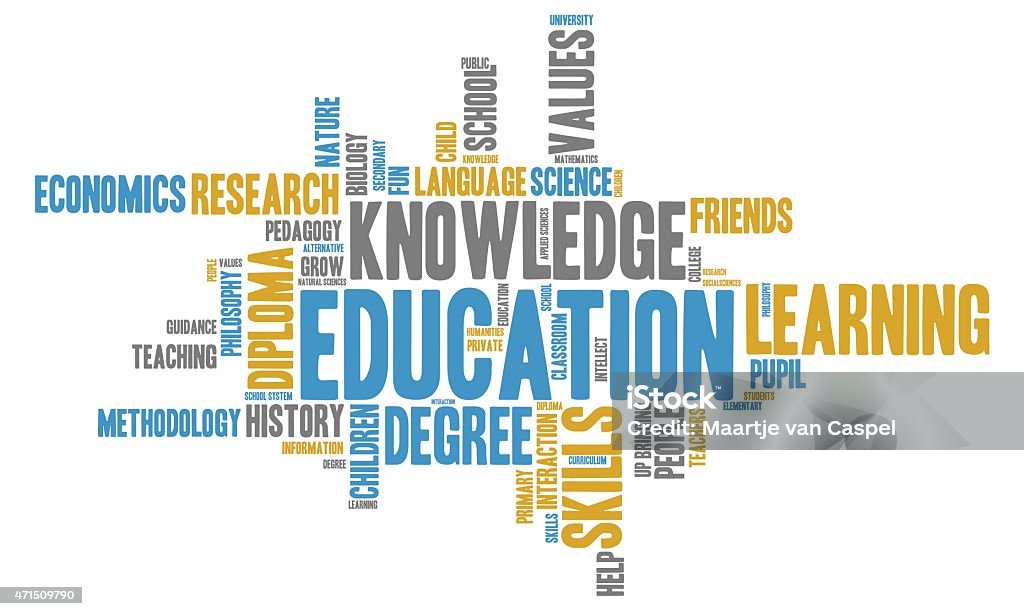 UNIVERSITY
VALUES
PUBLIC
SCHOOL
NATURE
BIOLOGY
SECONDARY
FUN
CHILD
KNOWLEDGE
MATHEMATICS
ECONOMICS
RESEARCH
LANGUAGE
SCIENCE
CHILDREN
PEDAGOGY
KNOWLEDGE
APPLIED SCIENCES
FRIENDS
ALTERNATIVE
GROW
NATURAL SCIENCES
COLLEGE
RESEARCH
SOCIALSCIENCES
PEOPLE
VALUES
PHILOSOPHY
DIPLOMA
EDUCATION
EDUCATION
SCHOOL
HUMANITIES
PRIVATE
CLASSROOM
INTELLECT
PHILOSOPHY
LEARNING
GUIDANCE
TEACHING
PUPIL
SCHOOL SYSTEM
STUDENTS
ELEMENTARY
METHODOLOGY
HISTORY
CHILDREN
INTERACTION
DEGREE
DIPLOMA
INTERACTION
SKILLS
PEOPLE
TEACHERS
INFORMATION
DEGREE
CURRICULUM
PRIMARY
LEARNING
SKILLS
HELP
iStock
Credit: Maartje van Caspel
471509790